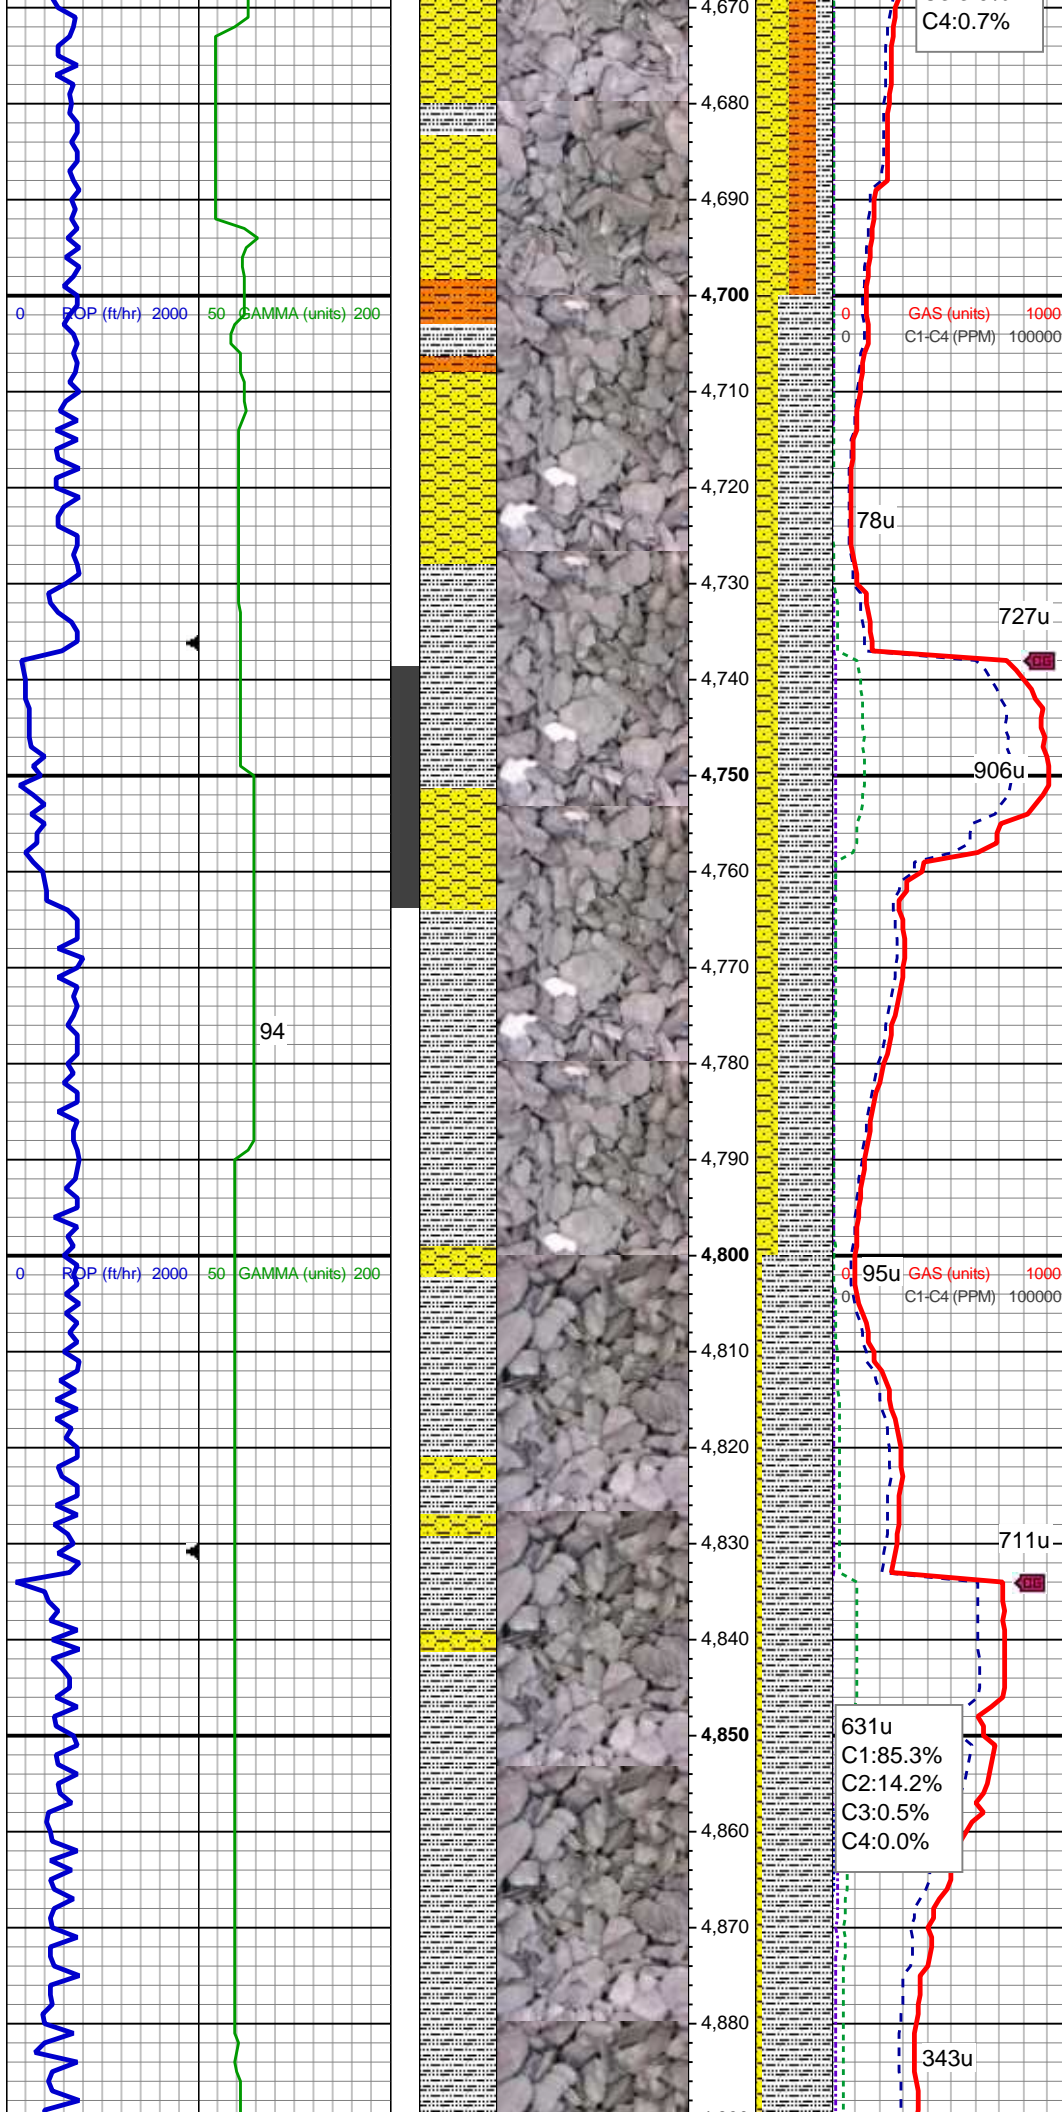 4,670
C4:0.7%
4,680
4,690
4,700
0 ROP (ft/hr) 2000 50 GAMMA (units) 200
0 GAS (units) 1000
0 C1-C4 (PPM) 100000
4,710
4,720
78u
4,730
727u
CG
4,740
4,750
906u
4,760
4,770
94
4,780
4,790
4,800
0 ROP (ft/hr) 2000 50 GAMMA (units) 200
0 95u GAS (units) 1000
0 C1-C4 (PPM) 100000
4,810
4,820
4,830
711u
CG
4,840
4,850
631u
C1:85.3%
C2:14.2%
C3:0.5%
C4:0.0%
4,860
4,870
4,880
343u